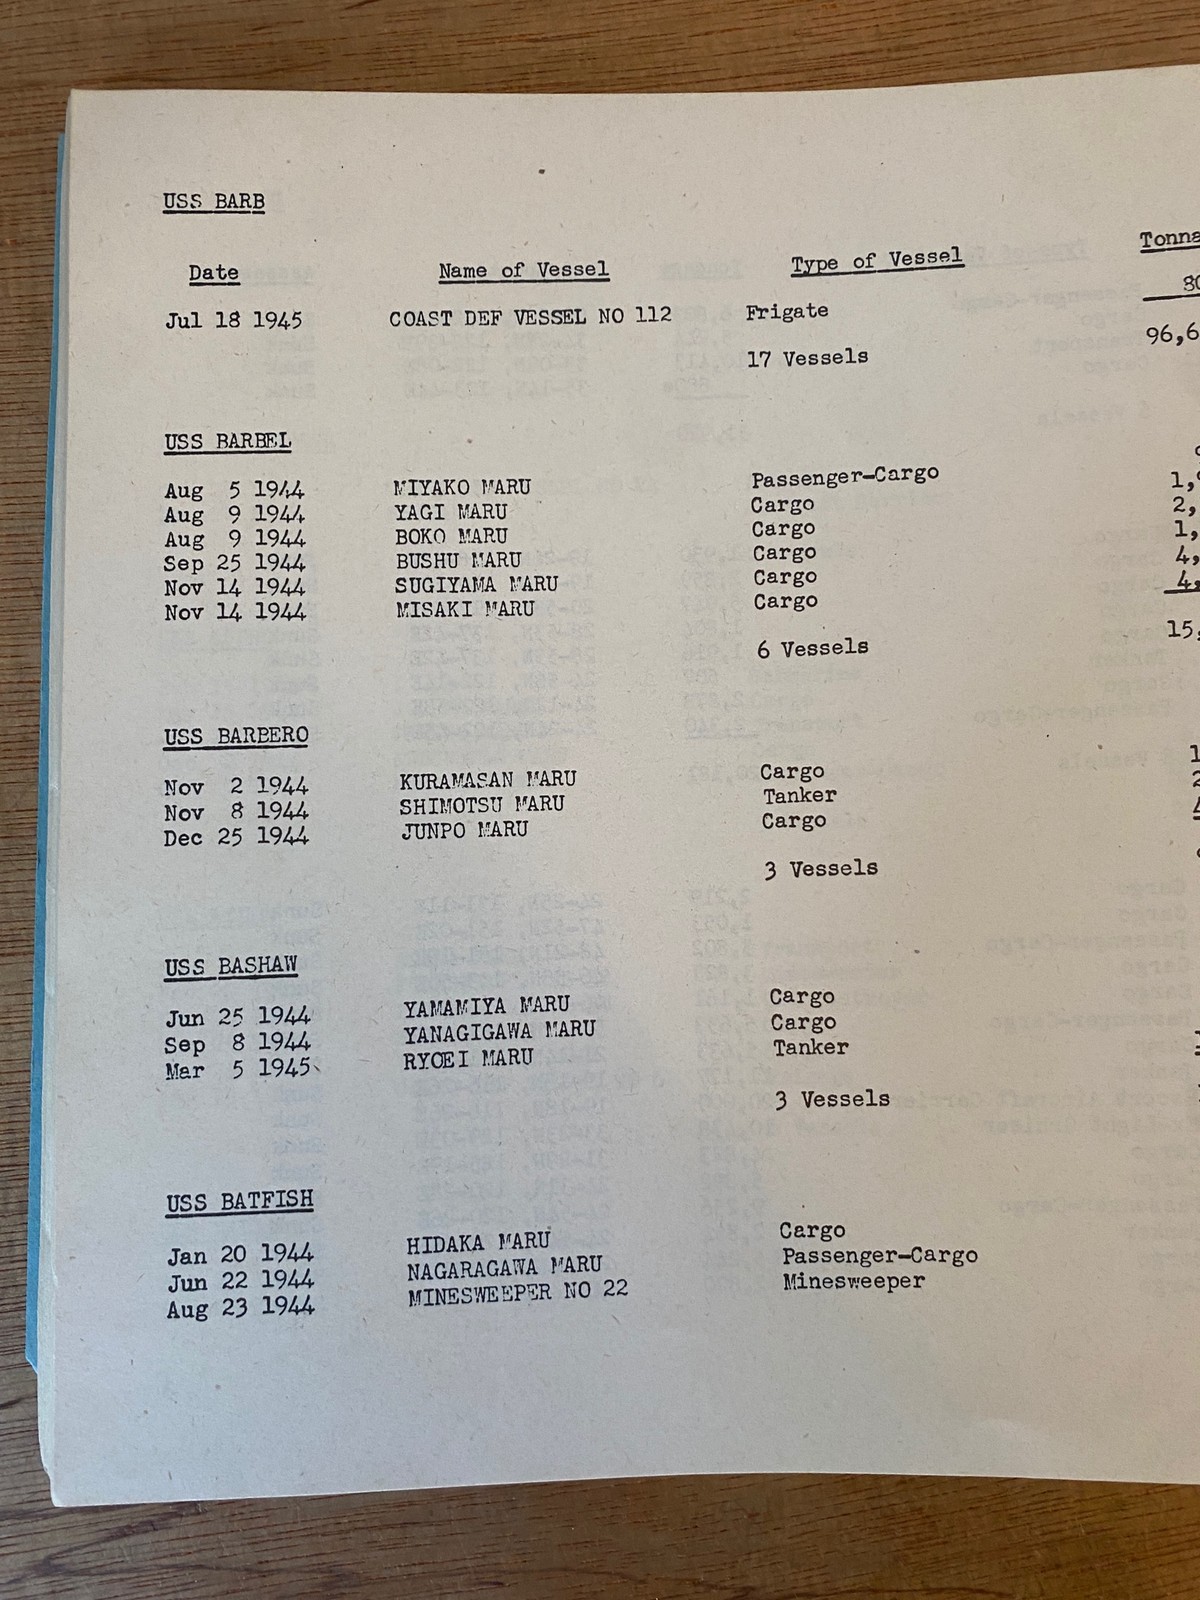 USS BARB
Date Name of Vessel Type of Vessel
Jul 18 1945 COAST DEF VESSEL NO 112 Frigate
17 Vessels 96,6
USS BARBEL
Aug 5 1944 MIYAKO MARU Passenger-Cargo
Aug 9 1944 YAGI MARU Cargo 1,
Aug 9 1944 BOKO MARU Cargo 2,
Sep 25 1944 BUSHU MARU Cargo 1,
Nov 14 1944 SUGIYAMA MARU Cargo 4,
Nov 14 1944 MISAKI MARU Cargo 4,
6 Vessels 15,
USS BARBERO
Nov 2 1944 KURAMASAN MARU Cargo
Nov 8 1944 SHIMOTSU MARU Tanker
Dec 25 1944 JUNPO MARU Cargo
3 Vessels
USS BASHAW
Jun 25 1944 YAMAMIYA MARU Cargo
Sep 8 1944 YANAGIGAWA MARU Cargo
Mar 5 1945 RYOEI MARU Tanker
3 Vessels
USS BATFISH
Jan 20 1944 HIDAKA MARU Cargo
Jun 22 1944 NAGARAGAWA MARU Passenger-Cargo
Aug 23 1944 MINESWEEPER NO 22 Minesweeper